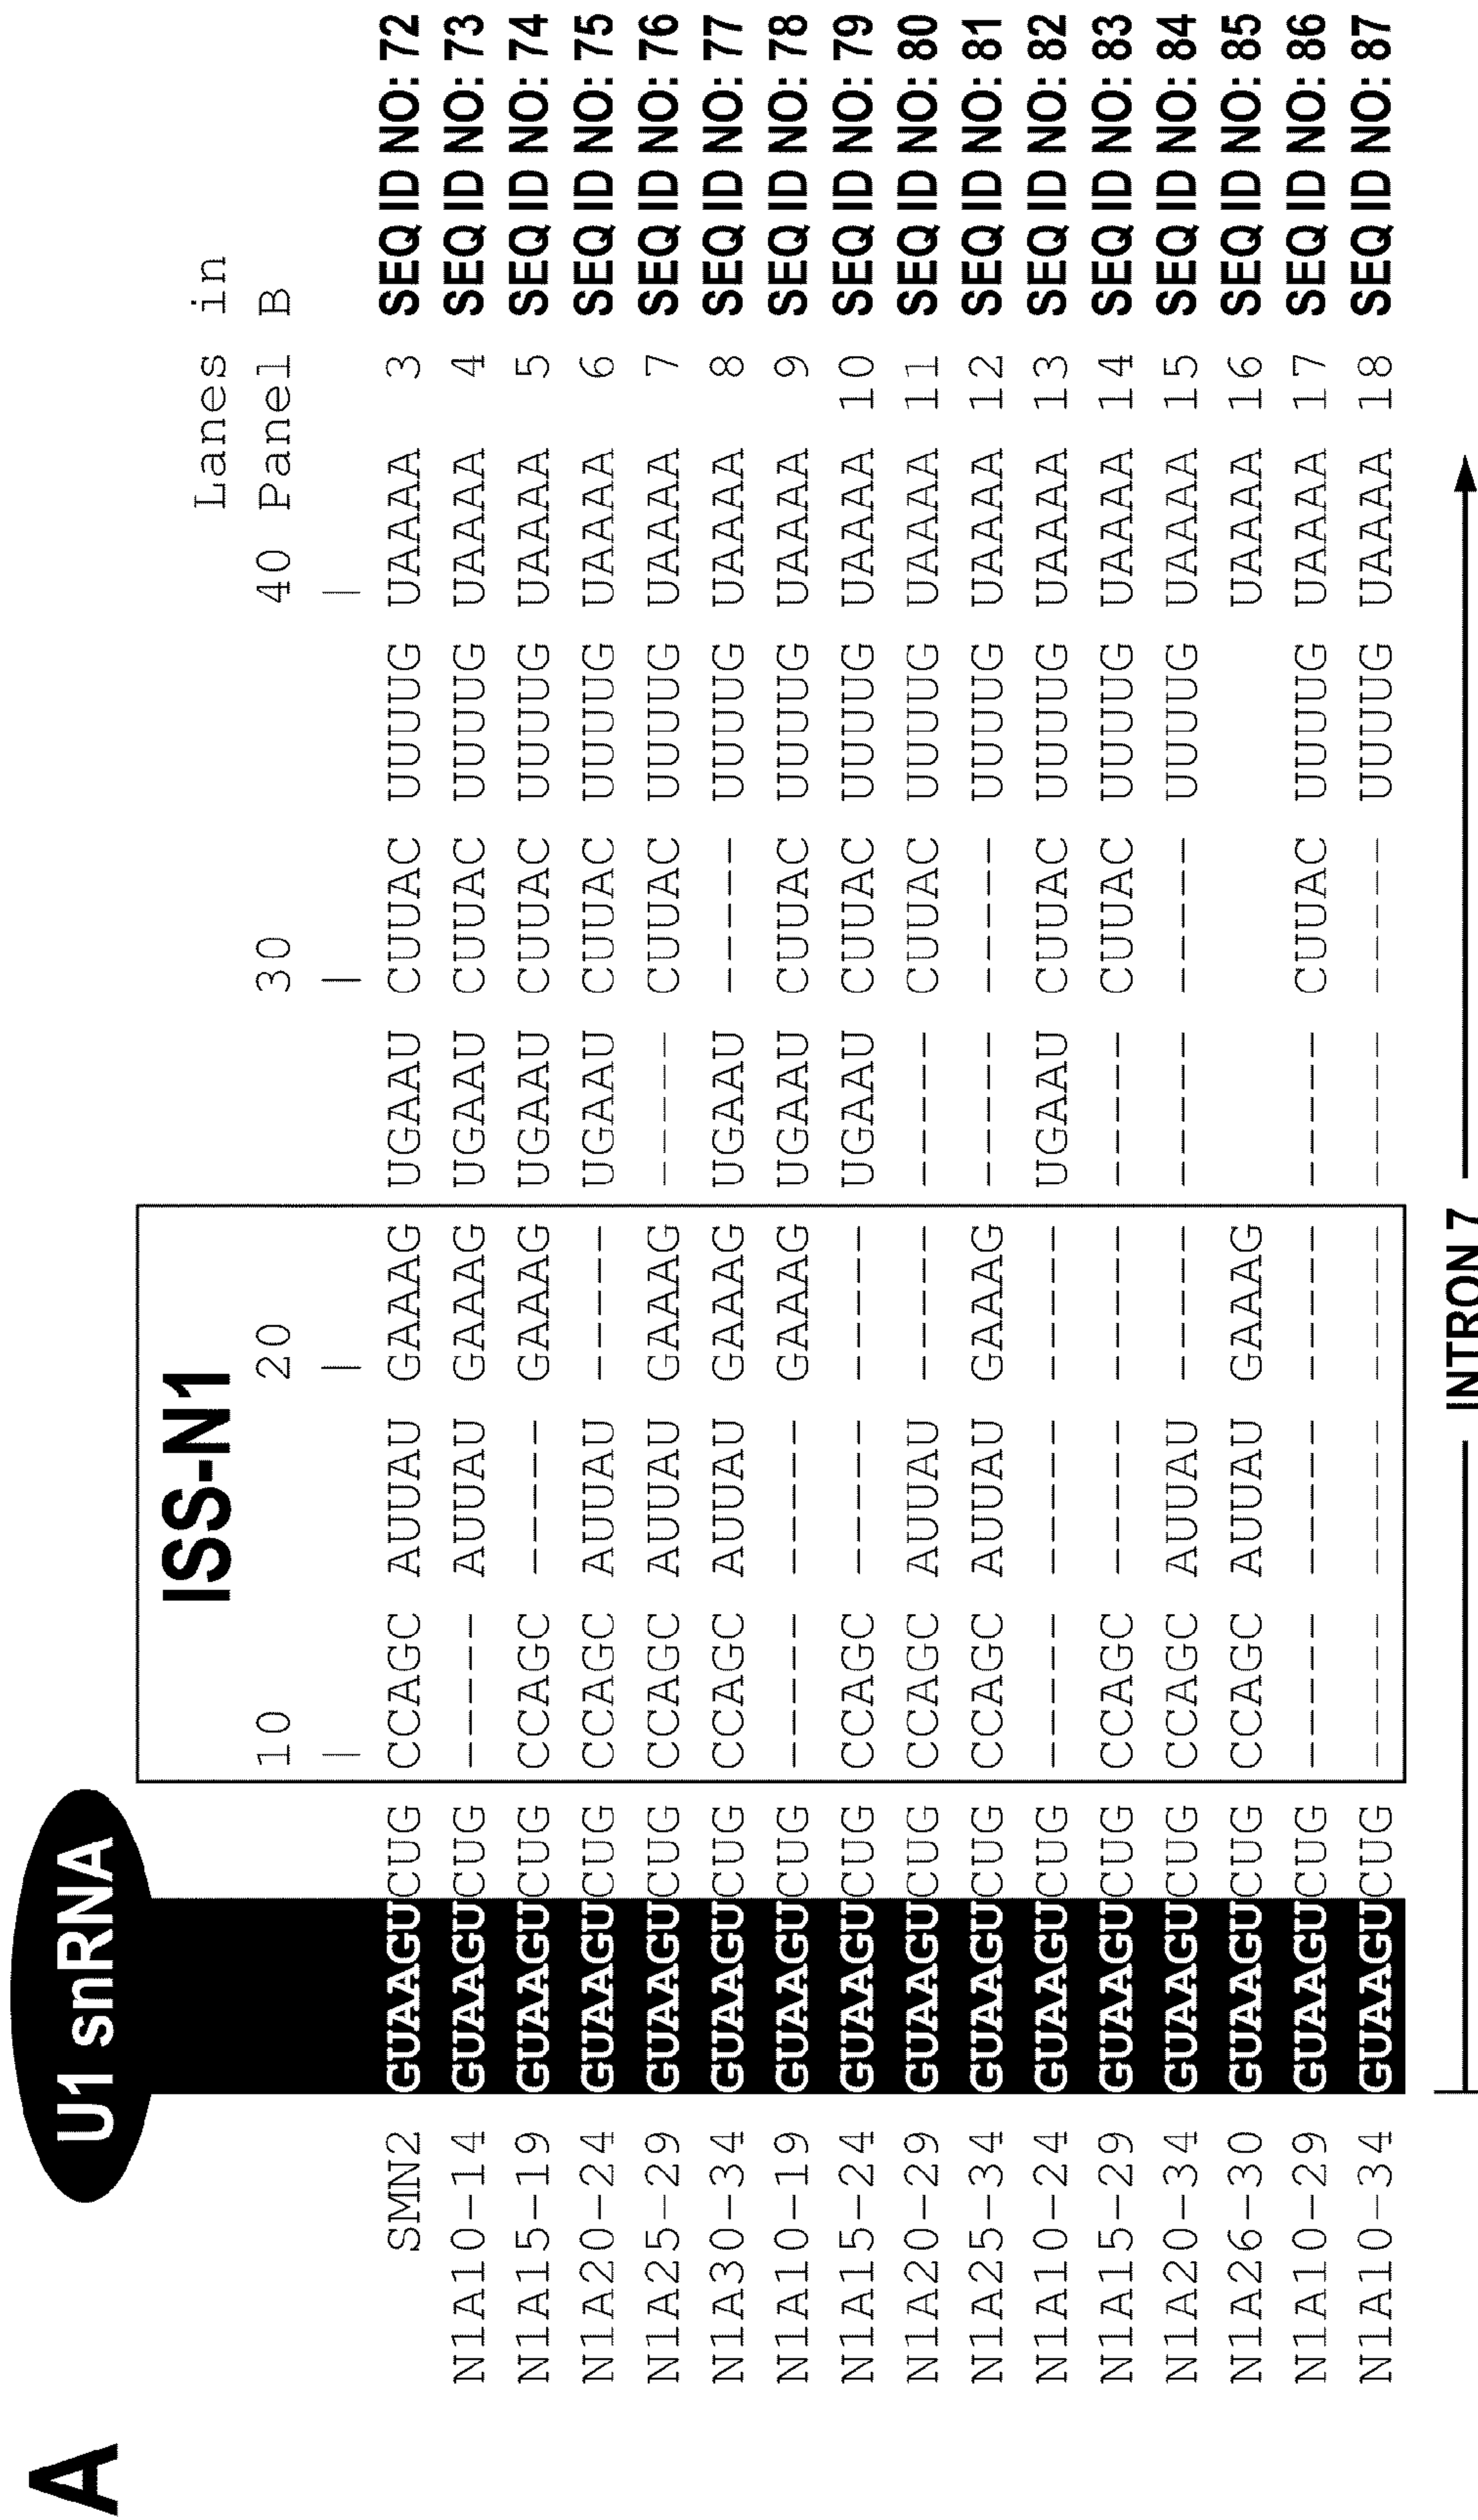 A
U1 snRNA
ISS-N1
Lanes in
10 20 30 40 Panel B
SMN2 GUAAGUCUG CCAGC AUUAU GAAAG UGAAU CUUAC UUUUG UAAAA 3 SEQ ID NO: 72
N1A10-14 GUAAGUCUG ----- AUUAU GAAAG UGAAU CUUAC UUUUG UAAAA 4 SEQ ID NO: 73
N1A15-19 GUAAGUCUG CCAGC ----- GAAAG UGAAU CUUAC UUUUG UAAAA 5 SEQ ID NO: 74
N1A20-24 GUAAGUCUG CCAGC AUUAU ----- UGAAU CUUAC UUUUG UAAAA 6 SEQ ID NO: 75
N1A25-29 GUAAGUCUG CCAGC AUUAU GAAAG ----- CUUAC UUUUG UAAAA 7 SEQ ID NO: 76
N1A30-34 GUAAGUCUG CCAGC AUUAU GAAAG UGAAU ----- UUUUG UAAAA 8 SEQ ID NO: 77
N1A10-19 GUAAGUCUG ----- ----- GAAAG UGAAU CUUAC UUUUG UAAAA 9 SEQ ID NO: 78
N1A15-24 GUAAGUCUG CCAGC ----- ----- UGAAU CUUAC UUUUG UAAAA 10 SEQ ID NO: 79
N1A20-29 GUAAGUCUG CCAGC AUUAU ----- ----- CUUAC UUUUG UAAAA 11 SEQ ID NO: 80
N1A25-34 GUAAGUCUG CCAGC AUUAU GAAAG ----- ----- UUUUG UAAAA 12 SEQ ID NO: 81
N1A10-24 GUAAGUCUG ----- ----- ----- UGAAU CUUAC UUUUG UAAAA 13 SEQ ID NO: 82
N1A15-29 GUAAGUCUG CCAGC ----- ----- ----- CUUAC UUUUG UAAAA 14 SEQ ID NO: 83
N1A20-34 GUAAGUCUG CCAGC AUUAU ----- ----- ----- UUUUG UAAAA 15 SEQ ID NO: 84
N1A26-30 GUAAGUCUG CCAGC AUUAU GAAAG UAAAA 16 SEQ ID NO: 85
N1A10-29 GUAAGUCUG ----- ----- ----- ----- CUUAC UUUUG UAAAA 17 SEQ ID NO: 86
N1A10-34 GUAAGUCUG ----- ----- ----- ----- ----- UUUUG UAAAA 18 SEQ ID NO: 87
INTRON 7